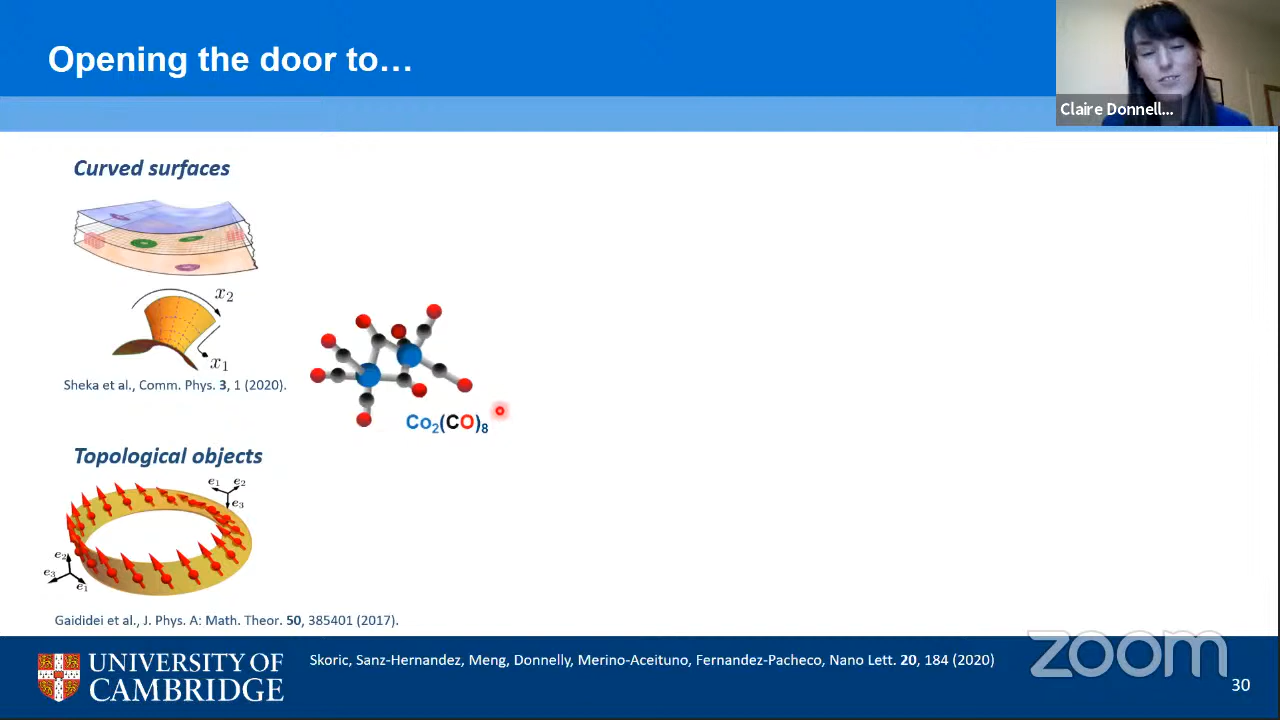 Opening the door to…
Claire Donnell...
Curved surfaces
x₂
x₁
Sheka et al., Comm. Phys. 3, 1 (2020).
Co₂(CO)₈
Topological objects
e₁ e₂
e₃
e₂
e₃ e₁
Gaididei et al., J. Phys. A: Math. Theor. 50, 385401 (2017).
UNIVERSITY OF
CAMBRIDGE
Skoric, Sanz-Hernandez, Meng, Donnelly, Merino-Aceituno, Fernandez-Pacheco, Nano Lett. 20, 184 (2020)
zoom
30